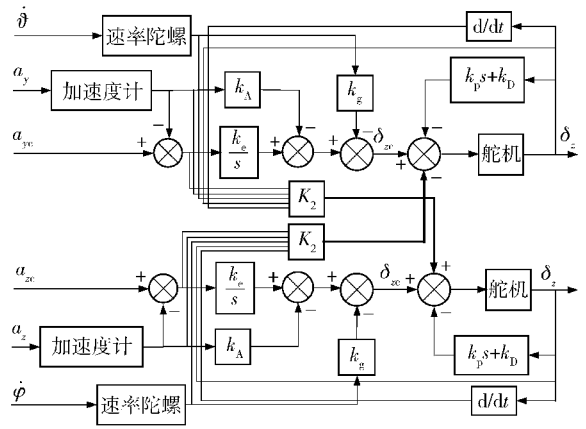 ϑ̇
速率陀螺
d/dt
a_y
加速度计
k_A
k_g
k_p s+k_D
−
−
−
−
a_yc
+
k_e/s
+
+
δ_zc
+
舵机
δ_z
−
K_2
K_2
+
a_zc
+
k_e/s
+
+
δ_zc
+
舵机
δ_z
−
−
−
−
a_z
加速度计
k_A
k_g
k_p s+k_D
φ̇
速率陀螺
d/dt